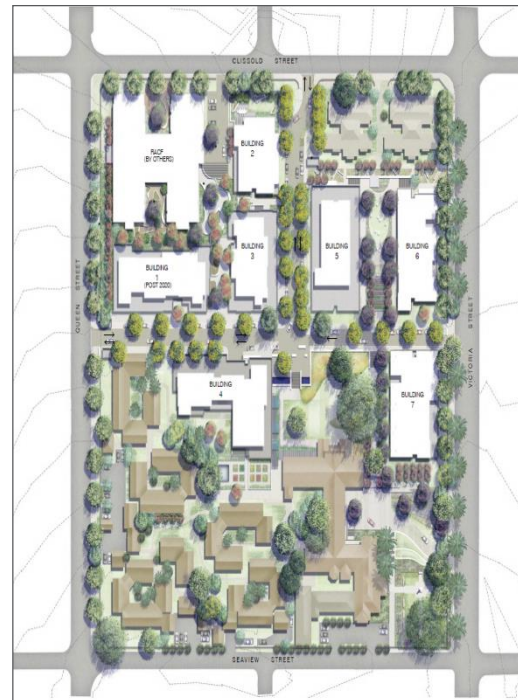 CLISSOLD STREET
RACF
(BY OTHERS)
BUILDING
2
BUILDING
3
BUILDING
5
BUILDING
6
BUILDING
1
(POST 2020)
QUEEN STREET
VICTORIA STREET
BUILDING
4
BUILDING
7
SEAVIEW STREET